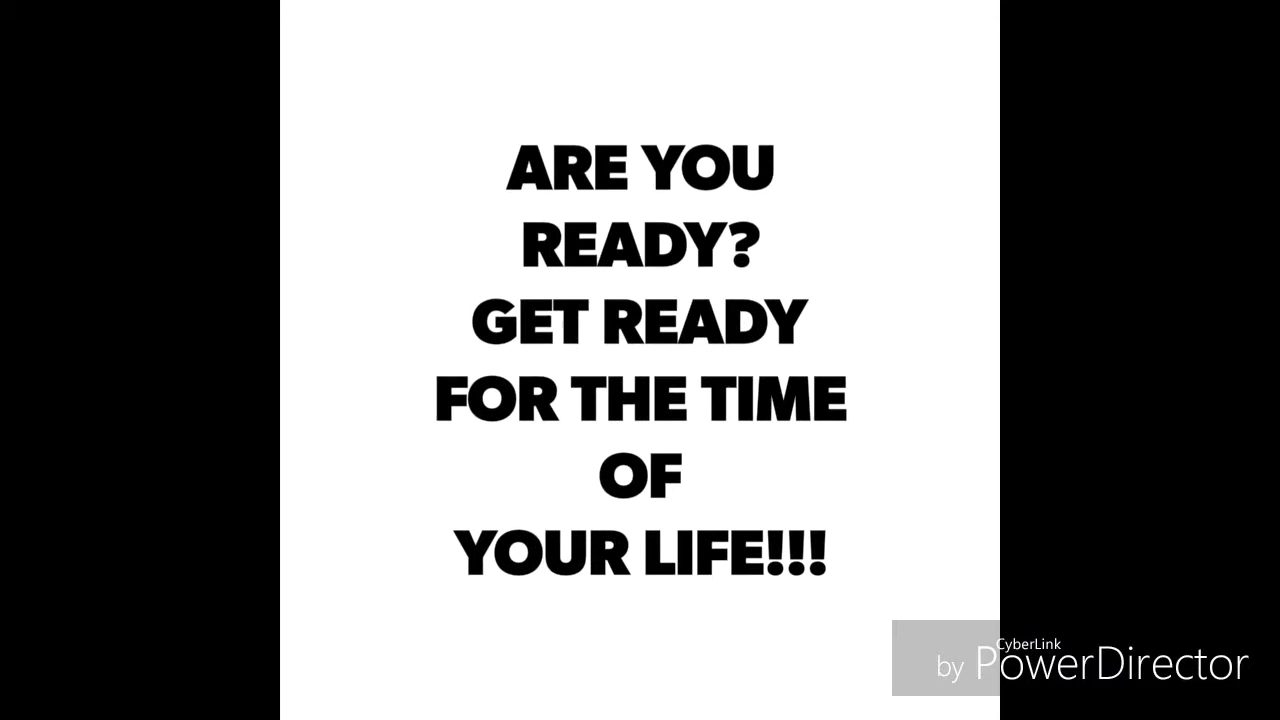 ARE YOU
READY?
GET READY
FOR THE TIME
OF
YOUR LIFE!!!
CyberLink
by PowerDirector